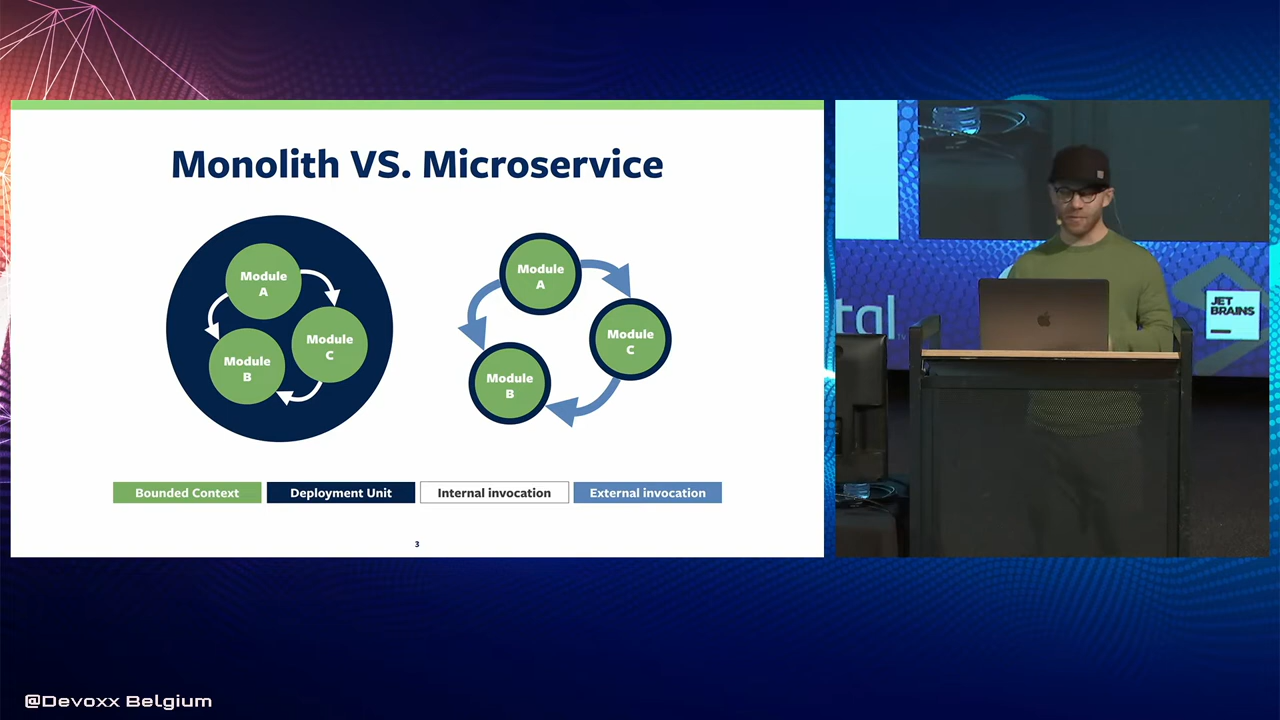 Monolith VS. Microservice
Module
A
Module
B
Module
C
Module
A
Module
B
Module
C
Bounded Context
Deployment Unit
Internal invocation
External invocation
3
tal
JET
BRAINS
@Devoxx Belgium